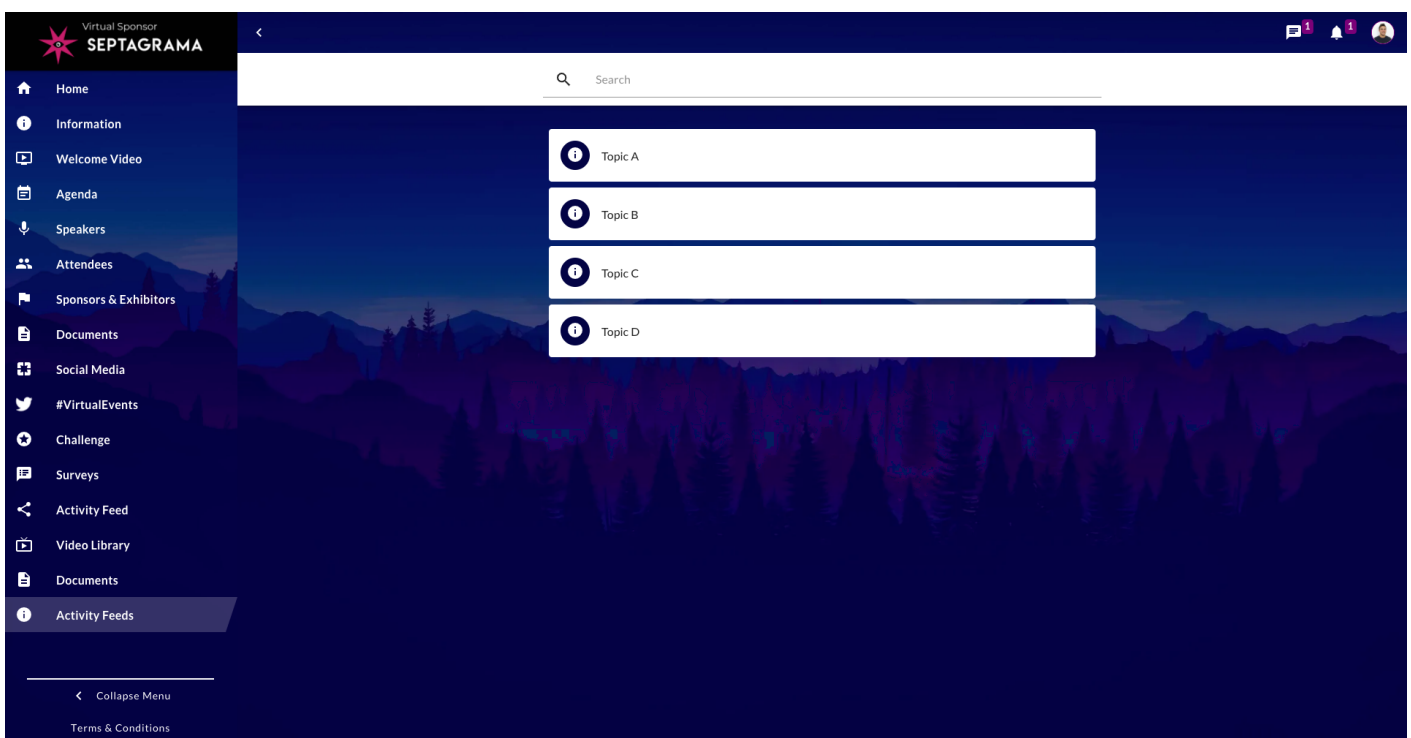 Virtual Sponsor
SEPTAGRAMA
1
1
Search
Home
Information
Welcome Video
Agenda
Speakers
Attendees
Sponsors & Exhibitors
Documents
Social Media
#VirtualEvents
Challenge
Surveys
Activity Feed
Video Library
Documents
Activity Feeds
Collapse Menu
Terms & Conditions
Topic A
Topic B
Topic C
Topic D